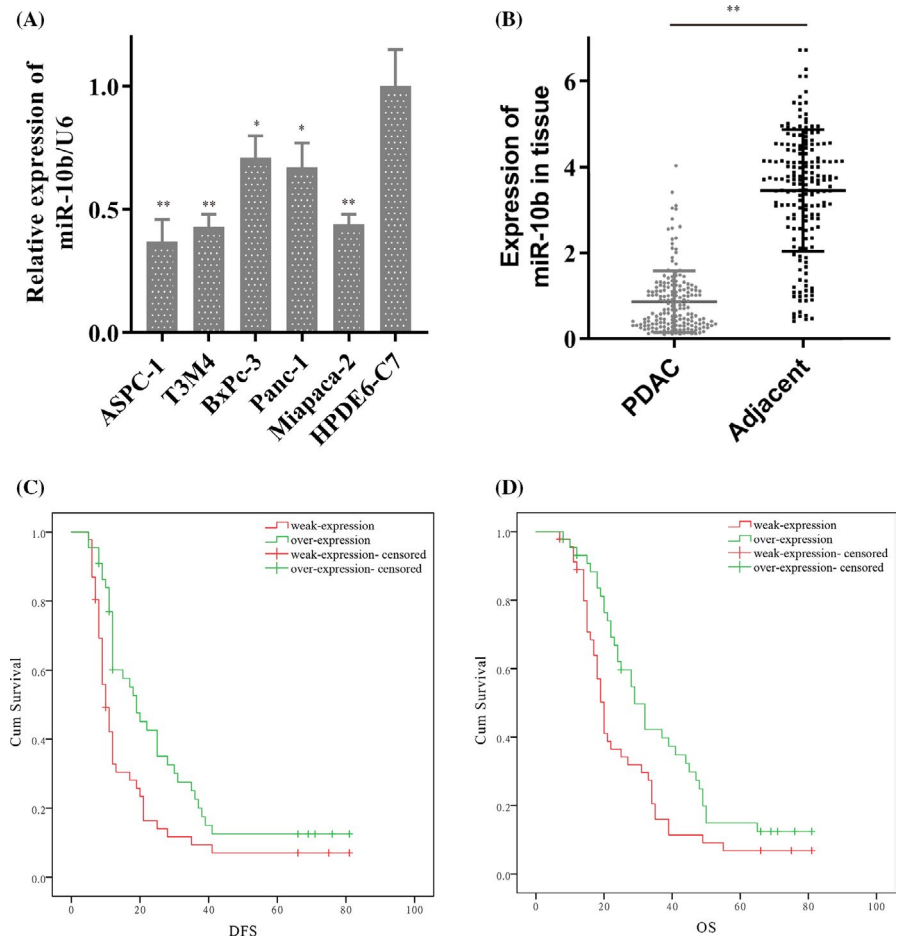 (A)
Relative expression of
miR-10b/U6
1.0
0.5
0.0
**
**
*
*
**
ASPC-1
T3M4
BxPc-3
Panc-1
Miapaca-2
HPDE6-C7
(B)
**
Expression of
miR-10b in tissue
6
4
2
0
PDAC
Adjacent
(C)
weak-expression
over-expression
weak-expression- censored
over-expression- censored
Cum Survival
1.0
0.8
0.6
0.4
0.2
0.0
0
20
40
60
80
100
DFS
(D)
weak-expression
over-expression
weak-expression- censored
over-expression- censored
Cum Survival
1.0
0.8
0.6
0.4
0.2
0.0
0
20
40
60
80
100
OS